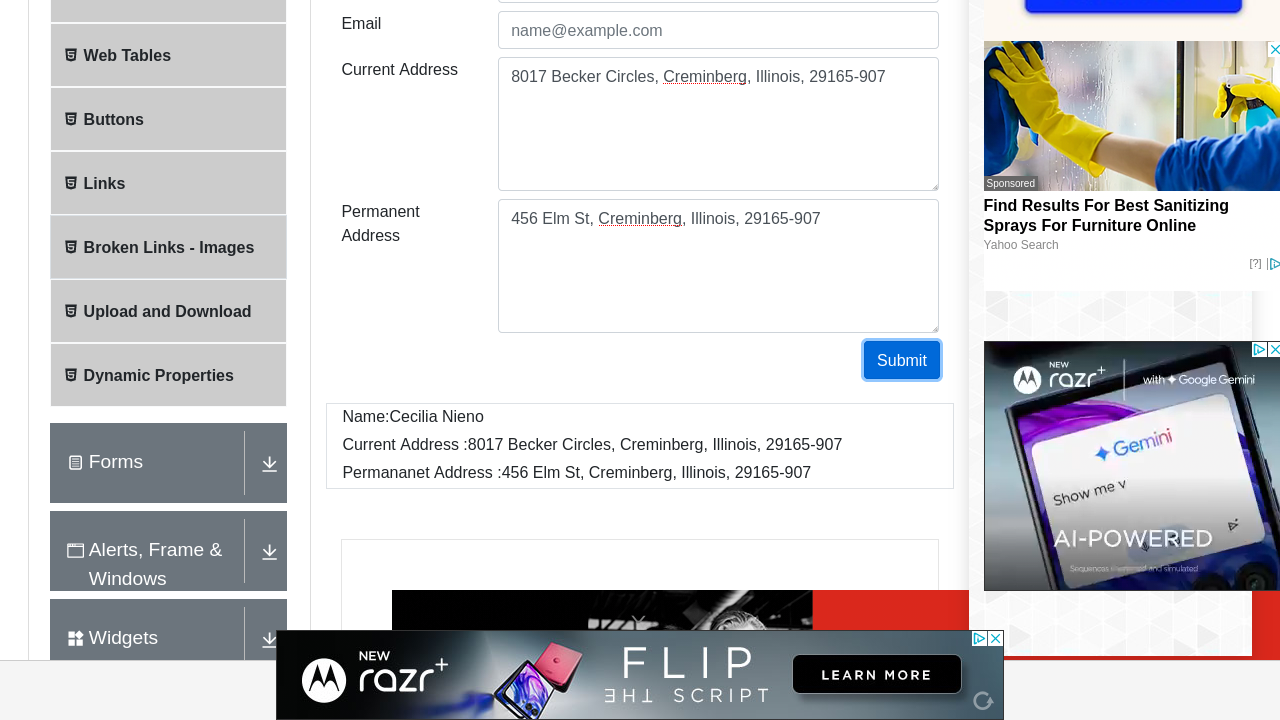 Email
name@example.com
Web Tables
Current Address
8017 Becker Circles, Creminberg, Illinois, 29165-907
Buttons
Links
Permanent
Address
456 Elm St, Creminberg, Illinois, 29165-907
Broken Links - Images
Upload and Download
Dynamic Properties
Submit
Name:Cecilia Nieno
Current Address :8017 Becker Circles, Creminberg, Illinois, 29165-907
Permananet Address :456 Elm St, Creminberg, Illinois, 29165-907
Forms
Alerts, Frame &
Windows
Widgets
Sponsored
Find Results For Best Sanitizing
Sprays For Furniture Online
Yahoo Search
[?]
NEW
razr+
with Google Gemini
Gemini
Show me v
AI-POWERED
Sequences shortened and simulated
NEW
razr+
FLIP
THE SCRIPT
LEARN MORE